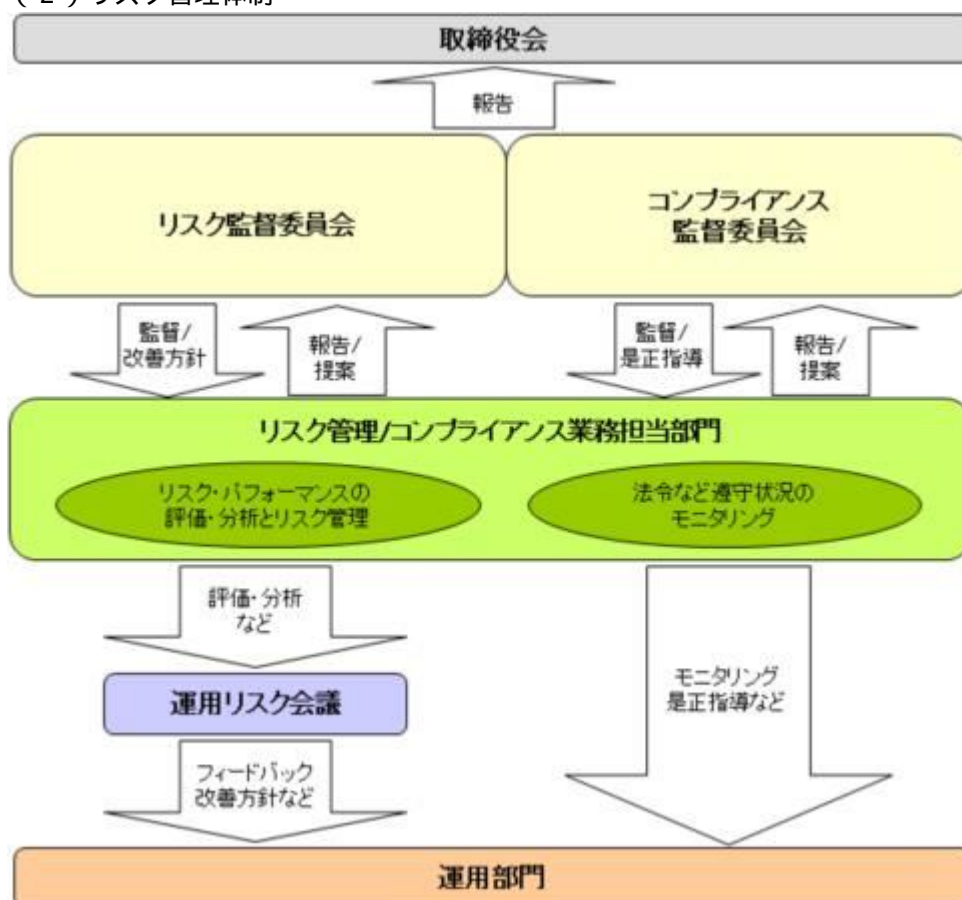 (2)リスク管理体制
取締役会
報告
リスク監督委員会
コンプライアンス
監督委員会
監督/
改善方針
報告/
提案
監督/
是正指導
報告/
提案
リスク管理/コンプライアンス業務担当部門
リスク・パフォーマンスの
評価・分析とリスク管理
法令など遵守状況の
モニタリング
評価・分析
など
運用リスク会議
モニタリング
是正指導など
フィードバック
改善方針など
運用部門